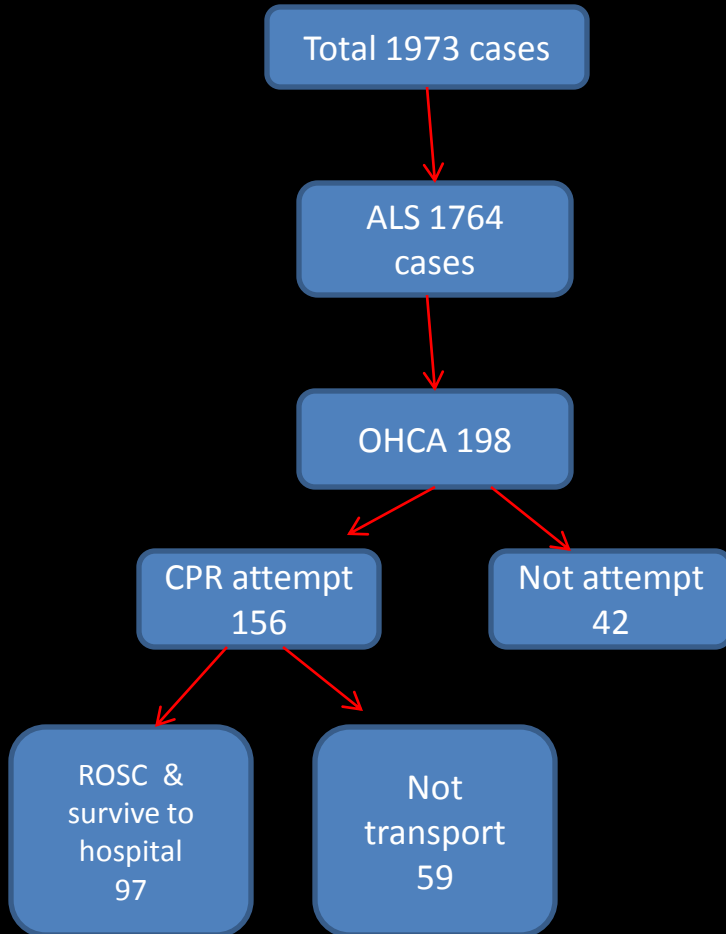 Total 1973 cases
ALS 1764
cases
OHCA 198
CPR attempt
156
Not attempt
42
ROSC &
survive to
hospital
97
Not
transport
59